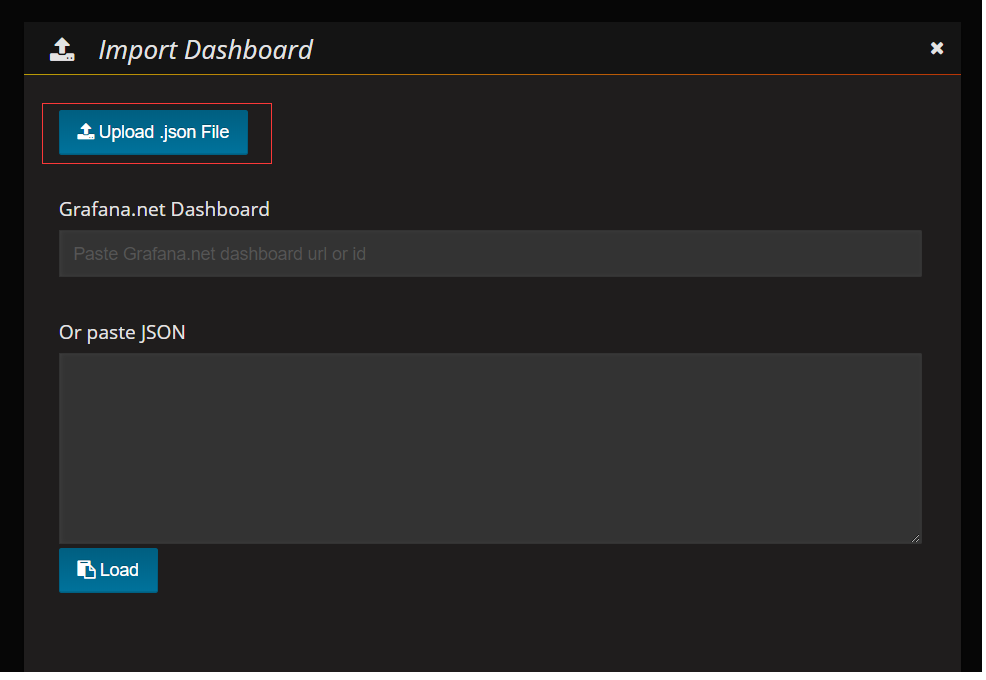 Import Dashboard
Upload .json File
Grafana.net Dashboard
Paste Grafana.net dashboard url or id
Or paste JSON
Load